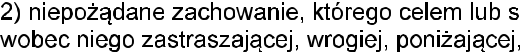 2) niepożądane zachowanie, którego celem lub s
wobec niego zastraszającej, wrogiej, poniżającej,